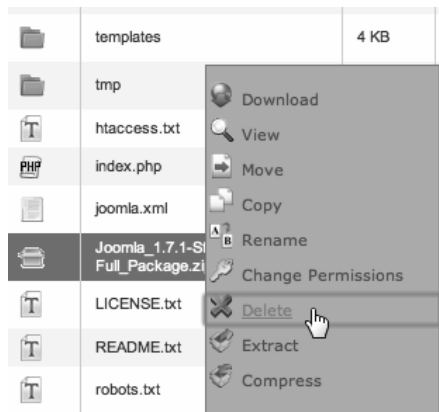 templates 4 KB
tmp
Download
htaccess.txt
View
index.php
Move
joomla.xml
Copy
Rename
Joomla_1.7.1-St
Full_Package.zi
Change Permissions
LICENSE.txt
Delete
README.txt
Extract
robots.txt
Compress